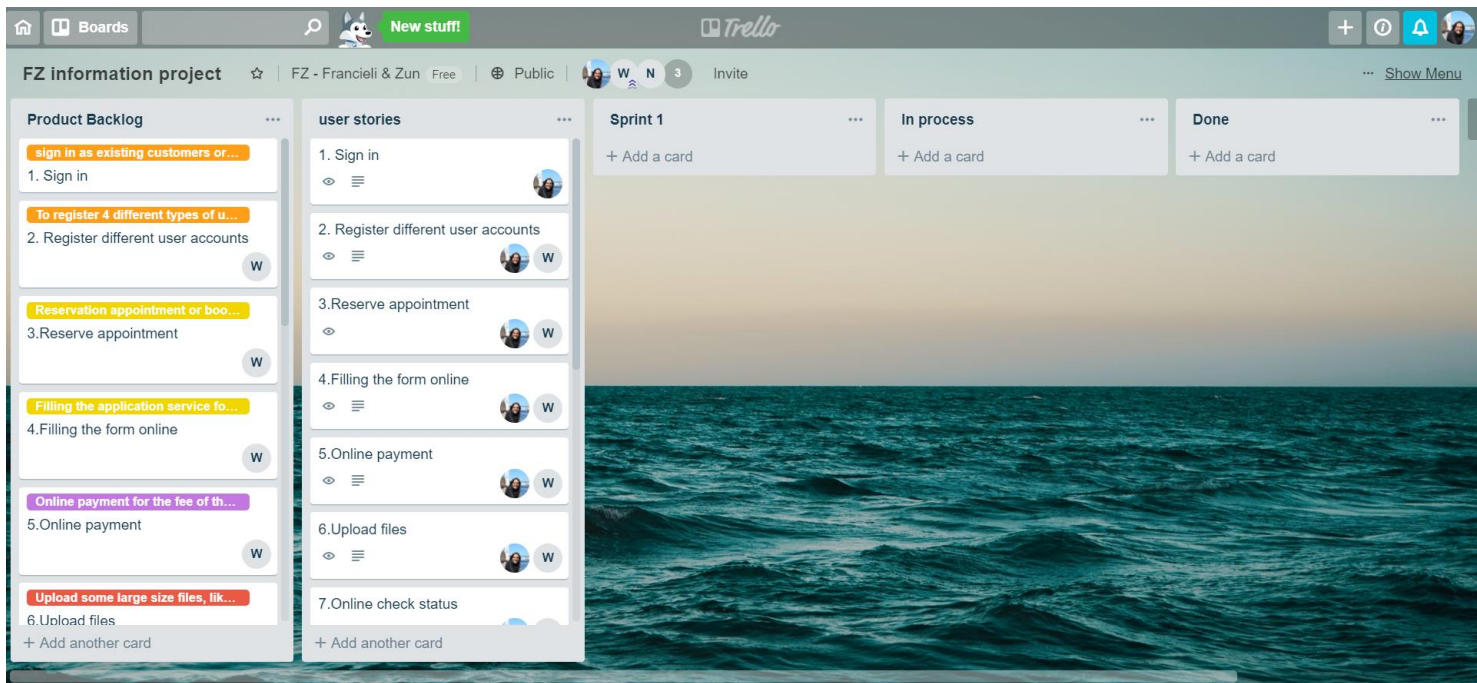 Boards
New stuff!
Trello
FZ information project
FZ - Francieli & Zun Free
Public
W N 3
Invite
... Show Menu
Product Backlog
sign in as existing customers or...
1. Sign in
To register 4 different types of u...
2. Register different user accounts
W
Reservation appointment or boo...
3.Reserve appointment
W
Filling the application service fo...
4.Filling the form online
W
Online payment for the fee of th...
5.Online payment
W
Upload some large size files, lik...
6.Upload files
+ Add another card
user stories
1. Sign in
2. Register different user accounts
W
3.Reserve appointment
W
4.Filling the form online
W
5.Online payment
W
6.Upload files
W
7.Online check status
+ Add another card
Sprint 1
+ Add a card
In process
+ Add a card
Done
+ Add a card